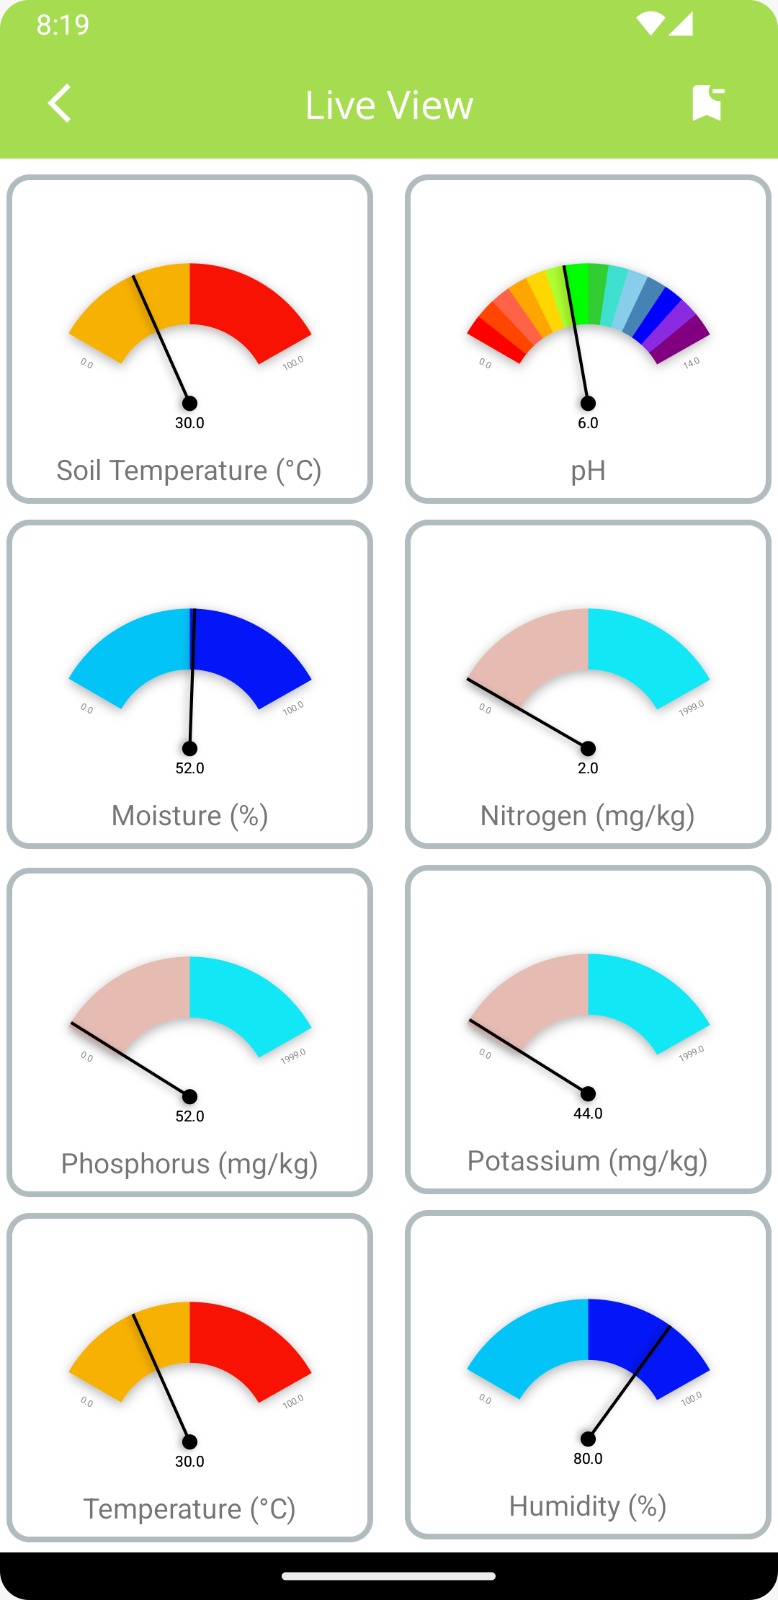 8:19
Live View
0.0
100.0
30.0
Soil Temperature (°C)
0.0
14.0
6.0
pH
0.0
100.0
52.0
Moisture (%)
0.0
1999.0
2.0
Nitrogen (mg/kg)
0.0
1999.0
52.0
Phosphorus (mg/kg)
0.0
1999.0
44.0
Potassium (mg/kg)
0.0
100.0
30.0
Temperature (°C)
0.0
100.0
80.0
Humidity (%)